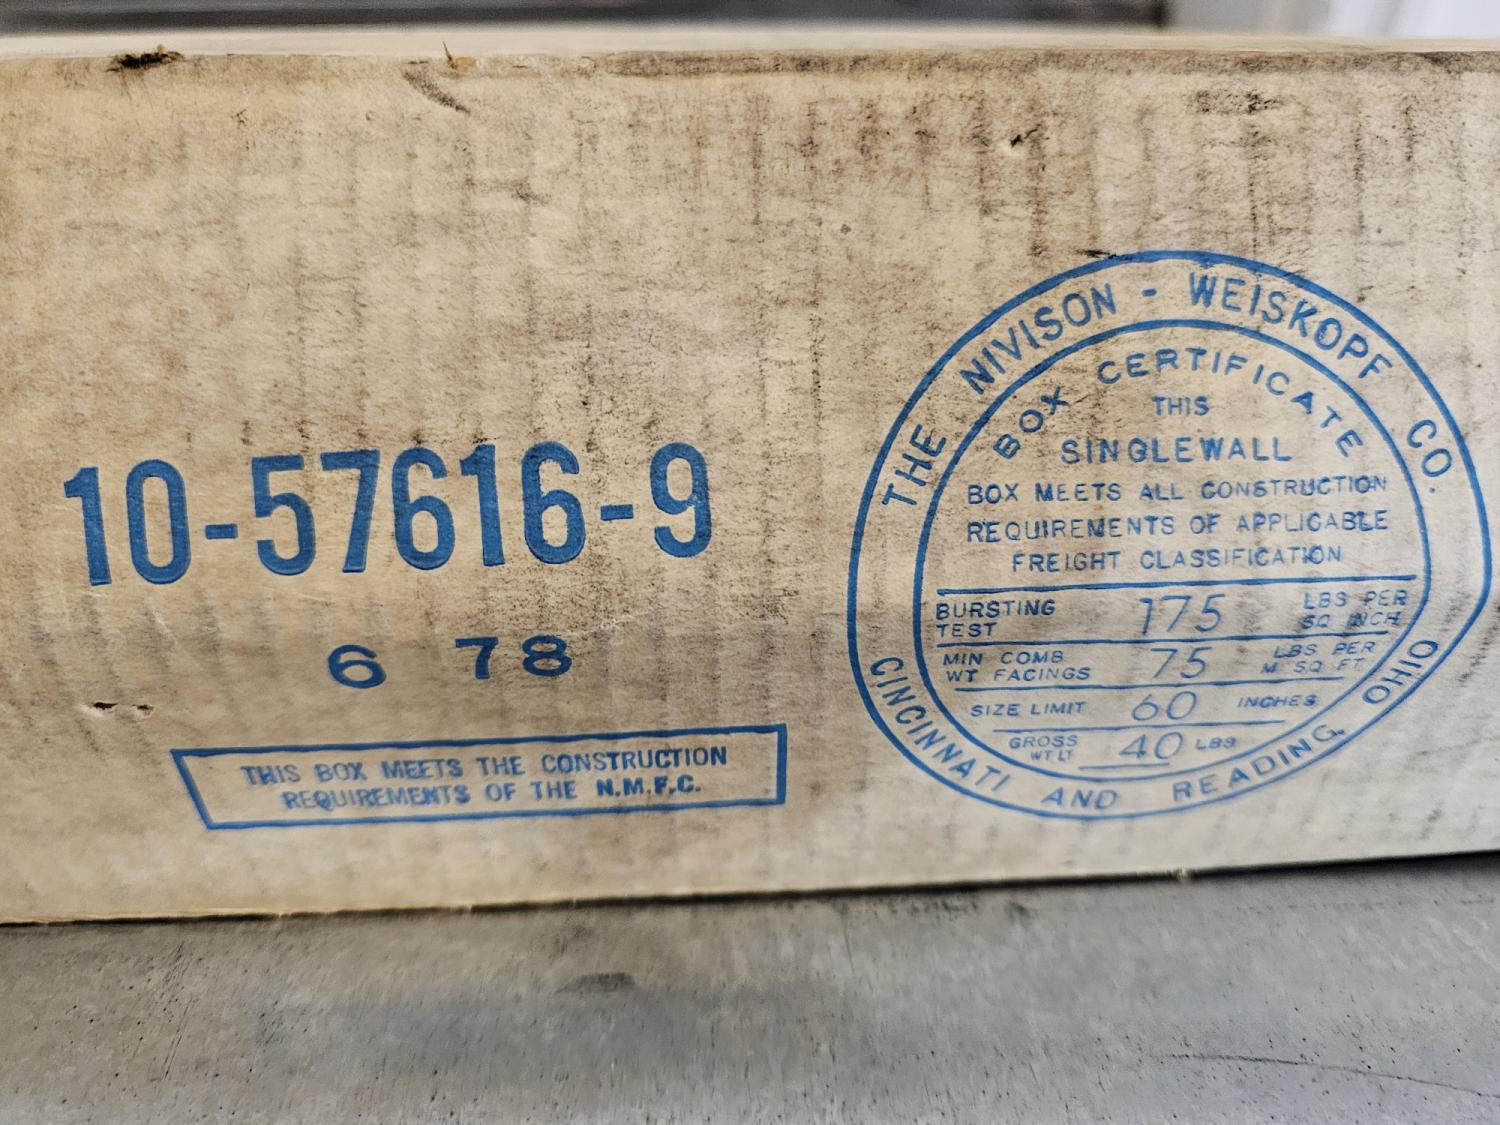 10-57616-9
6 78
THIS BOX MEETS THE CONSTRUCTION
REQUIREMENTS OF THE N.M.F.C.
THE NIVISON - WEISKOPF CO.
BOX CERTIFICATE
THIS
SINGLEWALL
BOX MEETS ALL CONSTRUCTION
REQUIREMENTS OF APPLICABLE
FREIGHT CLASSIFICATION
BURSTING TEST 175 LBS PER SQ INCH
MIN COMB WT FACINGS 75 LBS PER M SQ FT
SIZE LIMIT 60 INCHES
GROSS WT LT 40 LBS
CINCINNATI AND READING, OHIO